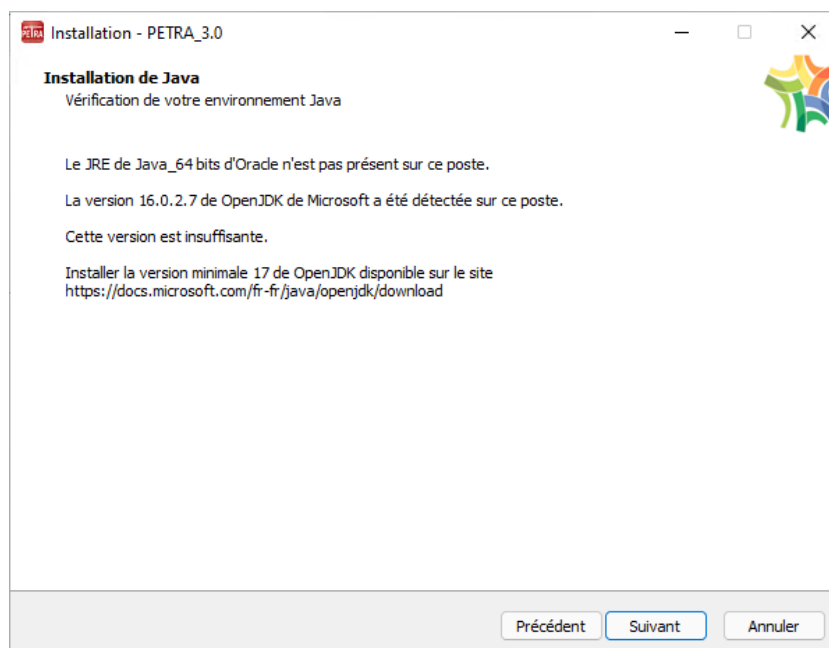 PETRA
Installation - PETRA_3.0
Installation de Java
Vérification de votre environnement Java
Le JRE de Java_64 bits d'Oracle n'est pas présent sur ce poste.
La version 16.0.2.7 de OpenJDK de Microsoft a été détectée sur ce poste.
Cette version est insuffisante.
Installer la version minimale 17 de OpenJDK disponible sur le site
https://docs.microsoft.com/fr-fr/java/openjdk/download
Précédent
Suivant
Annuler